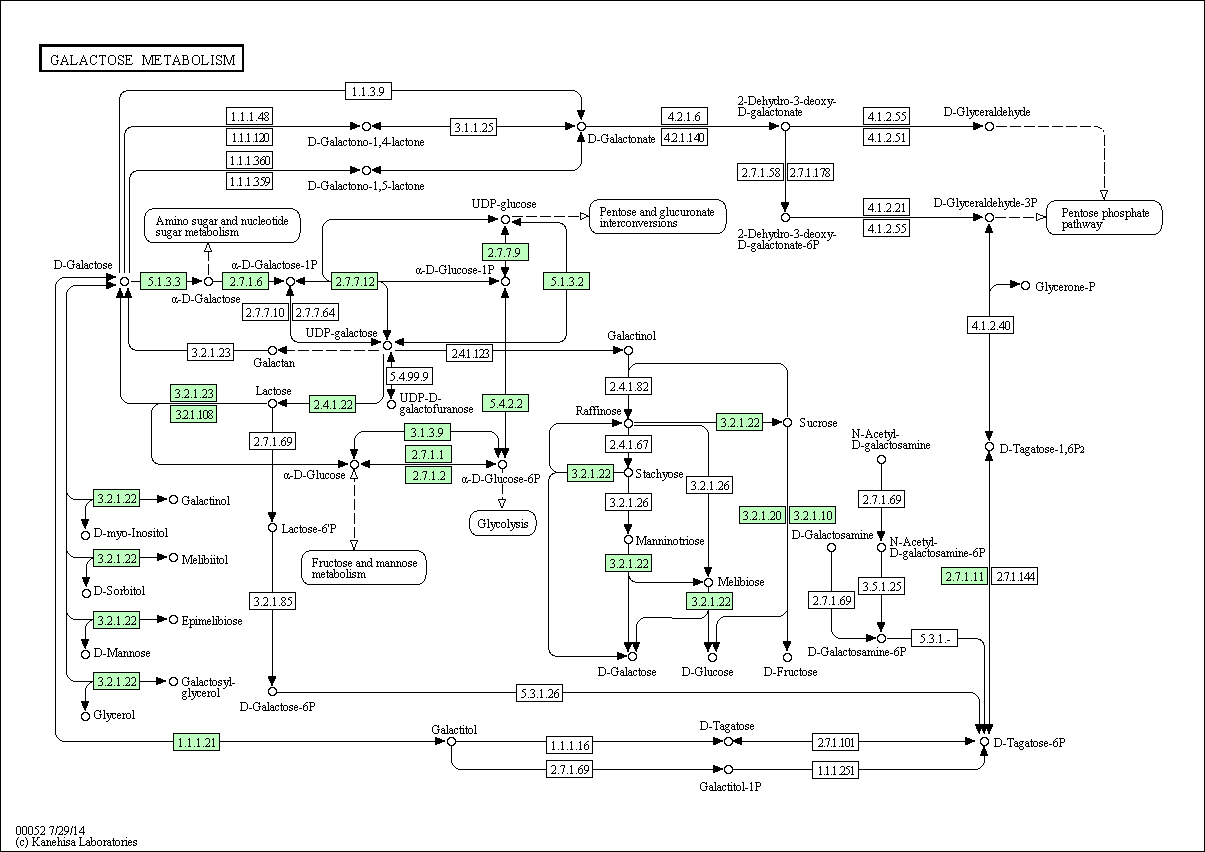 GALACTOSE METABOLISM
1.1.3.9
1.1.1.48
1.1.1.120
D-Galactono-1,4-lactone
3.1.1.25
D-Galactonate
4.2.1.6
4.2.1.140
2-Dehydro-3-deoxy-
D-galactonate
4.1.2.55
4.1.2.51
D-Glyceraldehyde
1.1.1.360
1.1.1.359
D-Galactono-1,5-lactone
2.7.1.58
2.7.1.178
Amino sugar and nucleotide
sugar metabolism
UDP-glucose
Pentose and glucuronate
interconversions
2-Dehydro-3-deoxy-
D-galactonate-6P
4.1.2.21
4.1.2.55
D-Glyceraldehyde-3P
Pentose phosphate
pathway
D-Galactose
5.1.3.3
α-D-Galactose
2.7.1.6
α-D-Galactose-1P
2.7.7.12
α-D-Glucose-1P
2.7.7.9
5.1.3.2
2.7.7.10
2.7.7.64
Glycerone-P
4.1.2.40
UDP-galactose
3.2.1.23
Galactan
2.4.1.123
Galactinol
5.4.99.9
UDP-D-
galactofuranose
3.2.1.23
3.2.1.108
Lactose
2.4.1.22
5.4.2.2
2.4.1.82
Raffinose
3.2.1.22
Sucrose
2.7.1.69
3.1.3.9
2.7.1.1
2.7.1.2
α-D-Glucose
α-D-Glucose-6P
2.4.1.67
3.2.1.22
Stachyose
3.2.1.26
3.2.1.26
N-Acetyl-
D-galactosamine
D-Tagatose-1,6P2
2.7.1.69
3.2.1.22
Galactinol
D-myo-Inositol
Lactose-6'P
Glycolysis
3.2.1.20
3.2.1.10
D-Galactosamine
N-Acetyl-
D-galactosamine-6P
Manninotriose
3.2.1.22
Melibiitol
D-Sorbitol
Fructose and mannose
metabolism
3.2.1.22
Melibiose
2.7.1.11
2.7.1.144
3.5.1.25
2.7.1.69
3.2.1.85
3.2.1.22
3.2.1.22
Epimelibiose
D-Mannose
5.3.1.-
D-Galactosamine-6P
D-Galactose
D-Glucose
D-Fructose
3.2.1.22
Galactosyl-
glycerol
Glycerol
D-Galactose-6P
5.3.1.26
1.1.1.21
Galactitol
1.1.1.16
D-Tagatose
2.7.1.101
D-Tagatose-6P
2.7.1.69
Galactitol-1P
1.1.1.251
00052 7/29/14
(c) Kanehisa Laboratories